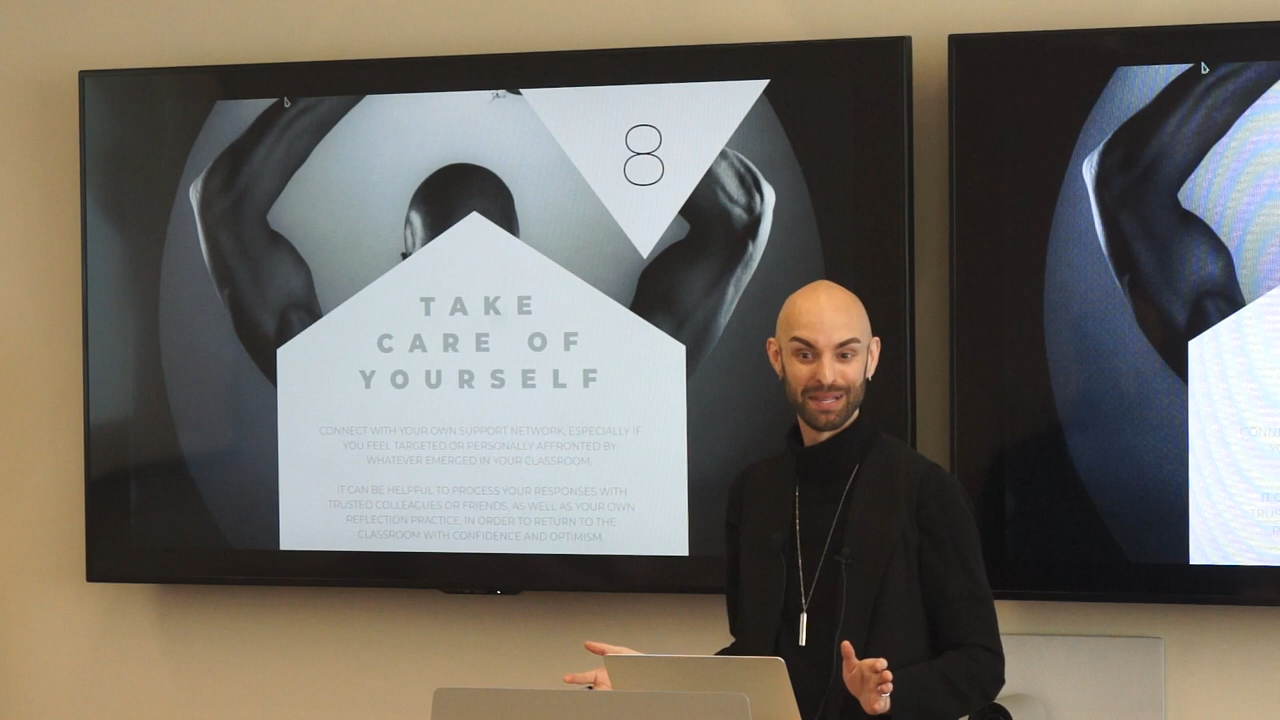 8
TAKE
CARE OF
YOURSELF
CONNECT WITH YOUR OWN SUPPORT NETWORK, ESPECIALLY IF
YOU FEEL TARGETED OR PERSONALLY AFFRONTED BY
WHATEVER EMERGED IN YOUR CLASSROOM.
IT CAN BE HELPFUL TO PROCESS YOUR RESPONSES WITH
TRUSTED COLLEAGUES OR FRIENDS, AS WELL AS YOUR OWN
REFLECTION PRACTICE, IN ORDER TO RETURN TO THE
CLASSROOM WITH CONFIDENCE AND OPTIMISM.